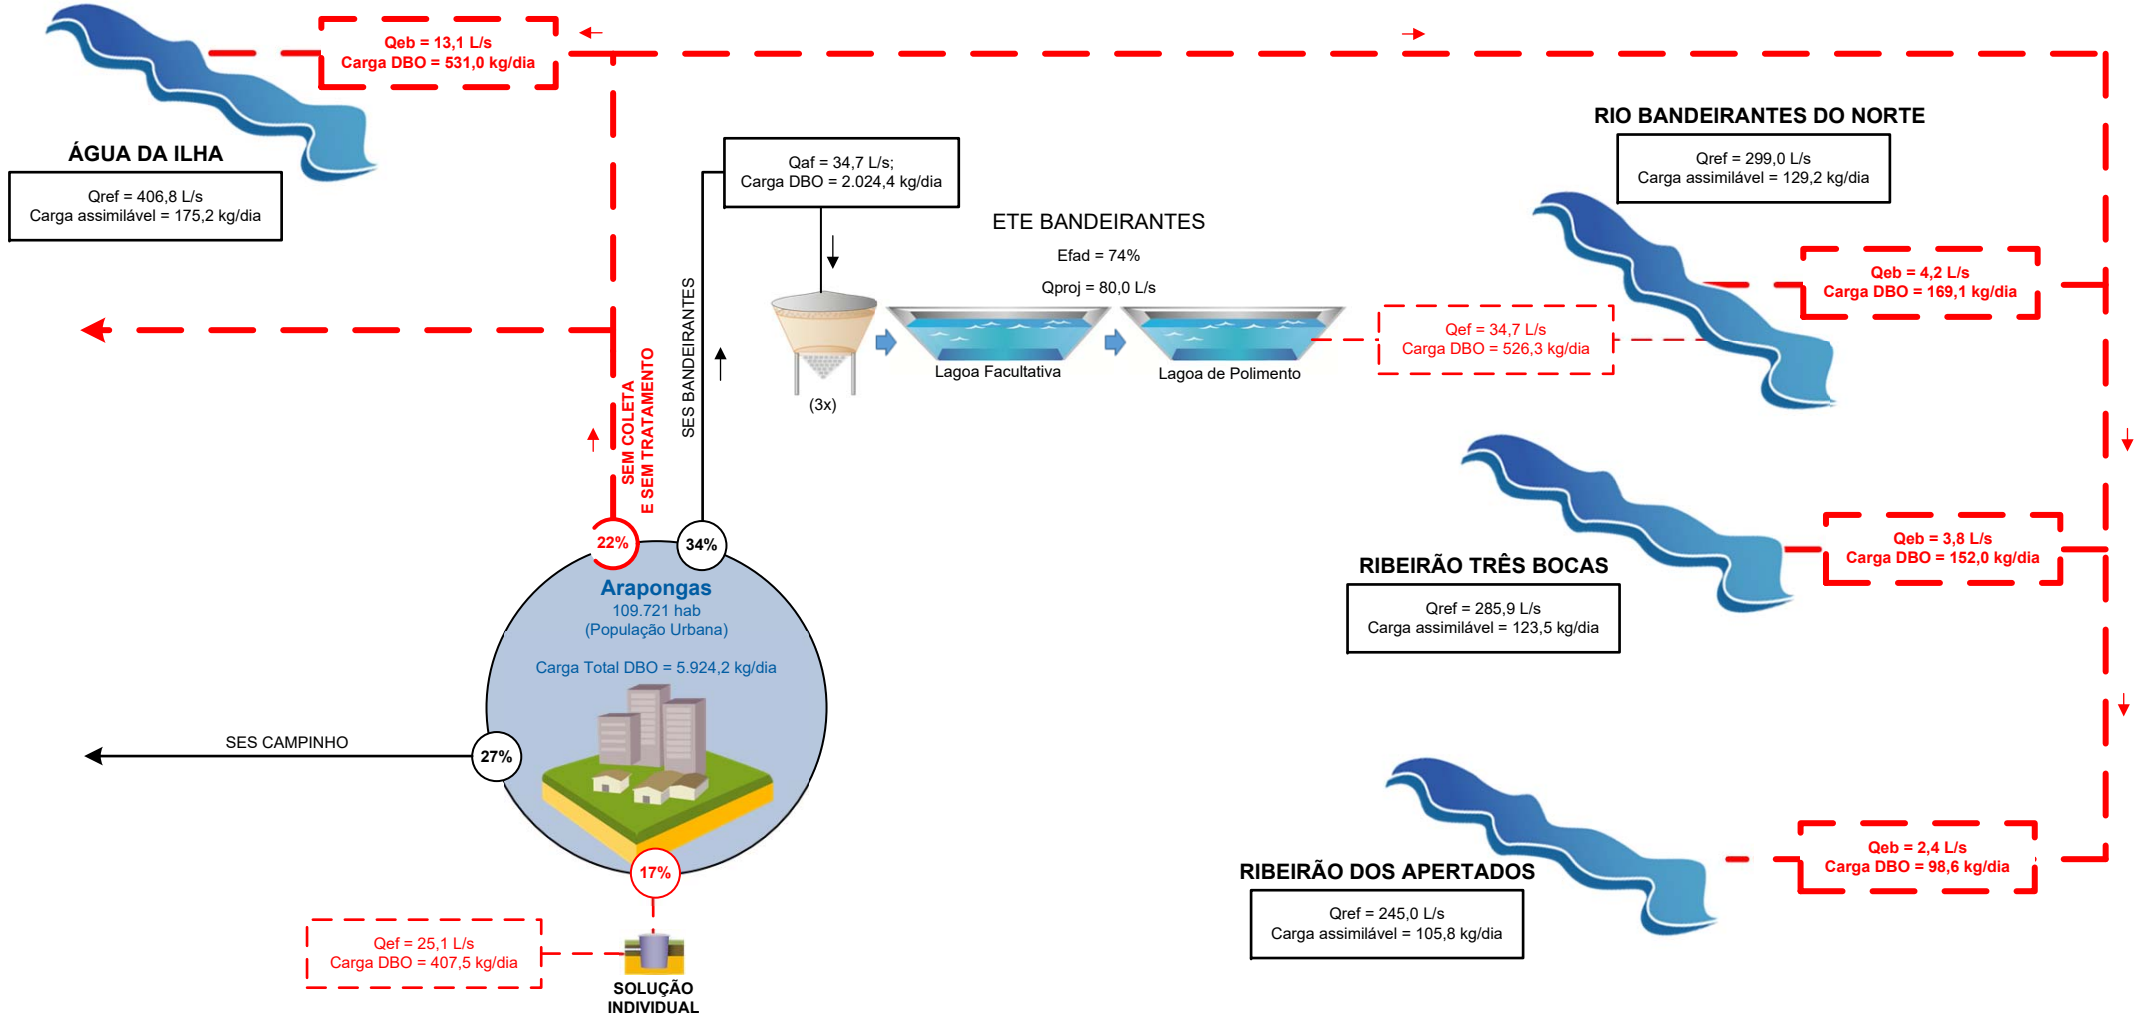 Qeb = 13,1 L/s
Carga DBO = 531,0 kg/dia
ÁGUA DA ILHA
Qref = 406,8 L/s
Carga assimilável = 175,2 kg/dia
Qaf = 34,7 L/s;
Carga DBO = 2.024,4 kg/dia
ETE BANDEIRANTES
Efad = 74%
Qproj = 80,0 L/s
(3x)
Lagoa Facultativa
Lagoa de Polimento
Qef = 34,7 L/s
Carga DBO = 526,3 kg/dia
RIO BANDEIRANTES DO NORTE
Qref = 299,0 L/s
Carga assimilável = 129,2 kg/dia
Qeb = 4,2 L/s
Carga DBO = 169,1 kg/dia
SEM COLETA
E SEM TRATAMENTO
SES BANDEIRANTES
22%
34%
Arapongas
109.721 hab
(População Urbana)
Carga Total DBO = 5.924,2 kg/dia
RIBEIRÃO TRÊS BOCAS
Qref = 285,9 L/s
Carga assimilável = 123,5 kg/dia
Qeb = 3,8 L/s
Carga DBO = 152,0 kg/dia
SES CAMPINHO
27%
17%
Qef = 25,1 L/s
Carga DBO = 407,5 kg/dia
SOLUÇÃO
INDIVIDUAL
RIBEIRÃO DOS APERTADOS
Qref = 245,0 L/s
Carga assimilável = 105,8 kg/dia
Qeb = 2,4 L/s
Carga DBO = 98,6 kg/dia